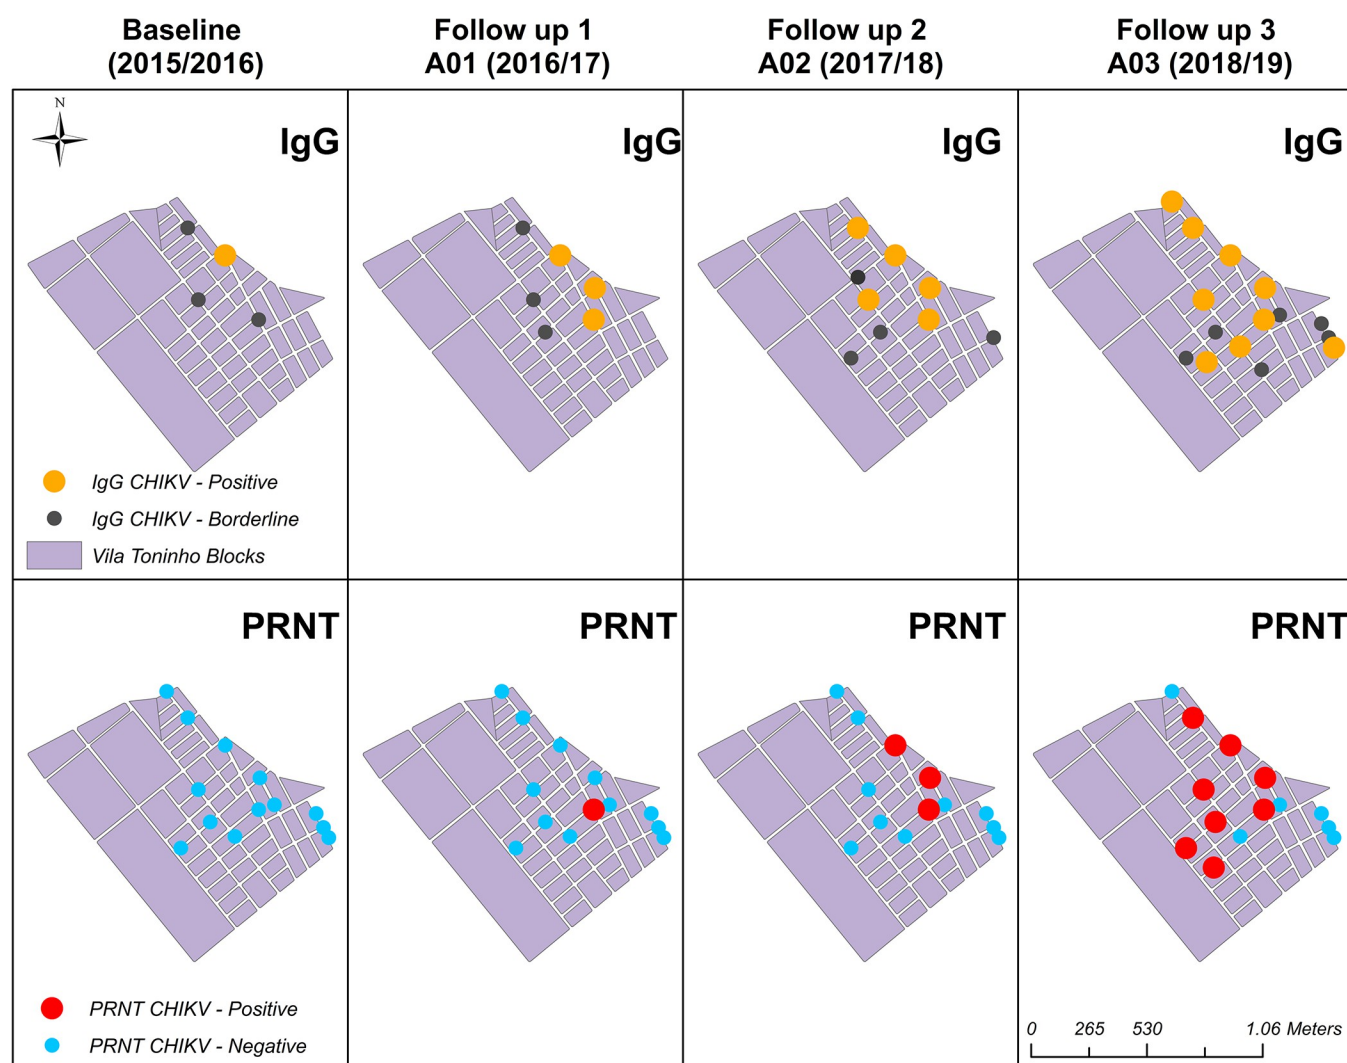 Baseline
(2015/2016)
Follow up 1
A01 (2016/17)
Follow up 2
A02 (2017/18)
Follow up 3
A03 (2018/19)
N
IgG
IgG
IgG
IgG
IgG CHIKV - Positive
IgG CHIKV - Borderline
Vila Toninho Blocks
PRNT
PRNT
PRNT
PRNT
PRNT CHIKV - Positive
PRNT CHIKV - Negative
0 265 530 1.06 Meters